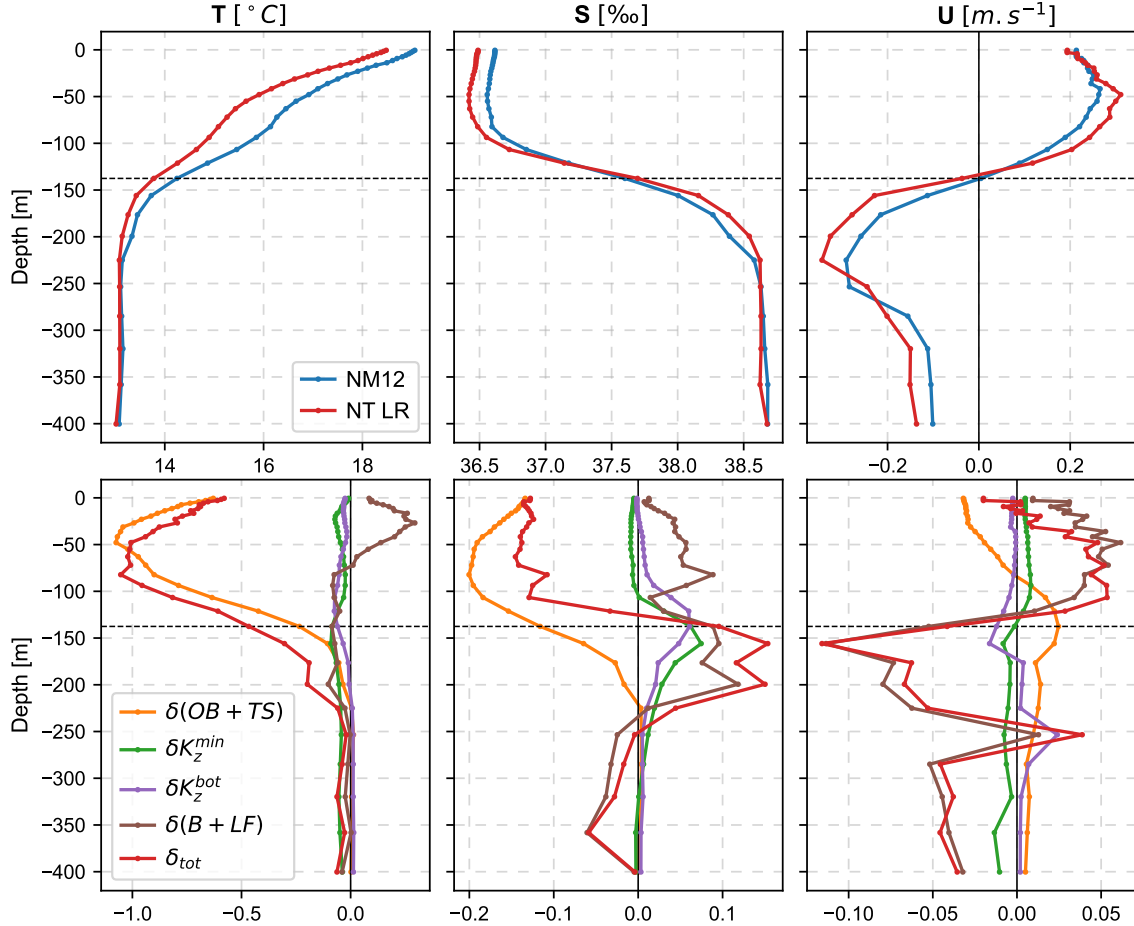 T [°C] S [‰] U [m.s⁻¹]
Depth [m]
0
−50
−100
−150
−200
−250
−300
−350
−400
NM12
NT LR
14 16 18
36.5 37.0 37.5 38.0 38.5
−0.2 0.0 0.2
Depth [m]
0
−50
−100
−150
−200
−250
−300
−350
−400
δ(OB + TS)
δK_z^min
δK_z^bot
δ(B + LF)
δ_tot
−1.0 −0.5 0.0
−0.2 −0.1 0.0 0.1
−0.10 −0.05 0.00 0.05